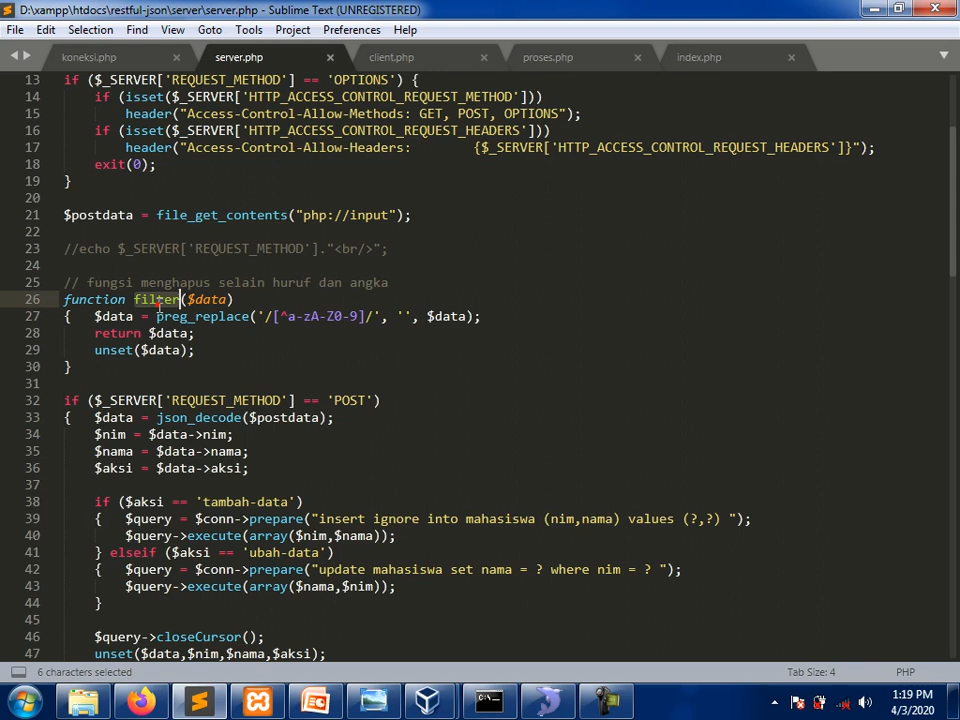 D:\xampp\htdocs\restful-json\server\server.php - Sublime Text (UNREGISTERED)
File Edit Selection Find View Goto Tools Project Preferences Help
koneksi.php server.php client.php proses.php index.php
13 if ($_SERVER['REQUEST_METHOD'] == 'OPTIONS') {
14 if (isset($_SERVER['HTTP_ACCESS_CONTROL_REQUEST_METHOD']))
15 header("Access-Control-Allow-Methods: GET, POST, OPTIONS");
16 if (isset($_SERVER['HTTP_ACCESS_CONTROL_REQUEST_HEADERS']))
17 header("Access-Control-Allow-Headers:        {$_SERVER['HTTP_ACCESS_CONTROL_REQUEST_HEADERS']}");
18 exit(0);
19 }
20
21 $postdata = file_get_contents("php://input");
22
23 //echo $_SERVER['REQUEST_METHOD']."<br/>";
24
25 // fungsi menghapus selain huruf dan angka
26 function filter($data)
27 { $data = preg_replace('/[^a-zA-Z0-9]/', '', $data);
28 return $data;
29 unset($data);
30 }
31
32 if ($_SERVER['REQUEST_METHOD'] == 'POST')
33 { $data = json_decode($postdata);
34 $nim = $data->nim;
35 $nama = $data->nama;
36 $aksi = $data->aksi;
37
38 if ($aksi == 'tambah-data')
39 { $query = $conn->prepare("insert ignore into mahasiswa (nim,nama) values (?,?) ");
40 $query->execute(array($nim,$nama));
41 } elseif ($aksi == 'ubah-data')
42 { $query = $conn->prepare("update mahasiswa set nama = ? where nim = ? ");
43 $query->execute(array($nama,$nim));
44 }
45
46 $query->closeCursor();
47 unset($data,$nim,$nama,$aksi);
6 characters selected Tab Size: 4 PHP
1:19 PM
4/3/2020